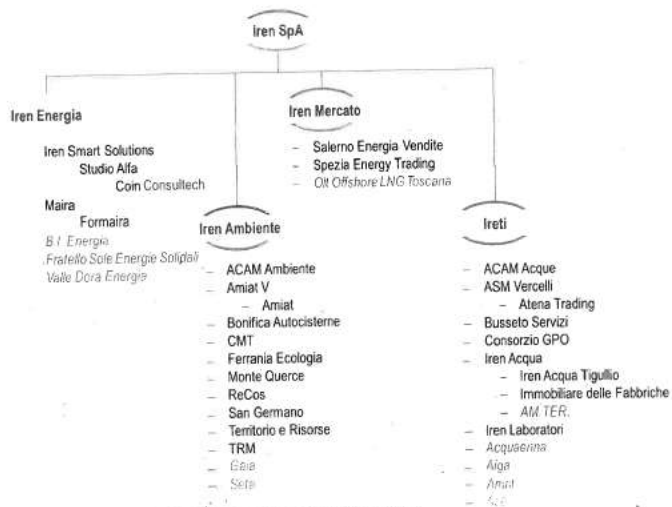 Iren SpA
Iren Energia
Iren Smart Solutions
Studio Alfa
Coin Consultech
Maira
Formaira
B.I Energia
Fratello Sole Energie Solidali
Valle Dora Energia
Iren Ambiente
– ACAM Ambiente
– Amiat V
– Amiat
– Bonifica Autocisterne
– CMT
– Ferrania Ecologia
– Monte Querce
– ReCos
– San Germano
– Territorio e Risorse
– TRM
– Gaia
– Seta
Iren Mercato
– Salerno Energia Vendite
– Spezia Energy Trading
– Olt Offshore LNG Toscana
Ireti
– ACAM Acque
– ASM Vercelli
– Atena Trading
– Busseto Servizi
– Consorzio GPO
– Iren Acqua
– Iren Acqua Tigullio
– Immobiliare delle Fabbriche
– AM.TER.
– Iren Laboratori
– Acquaenna
– Aiga
– Amat